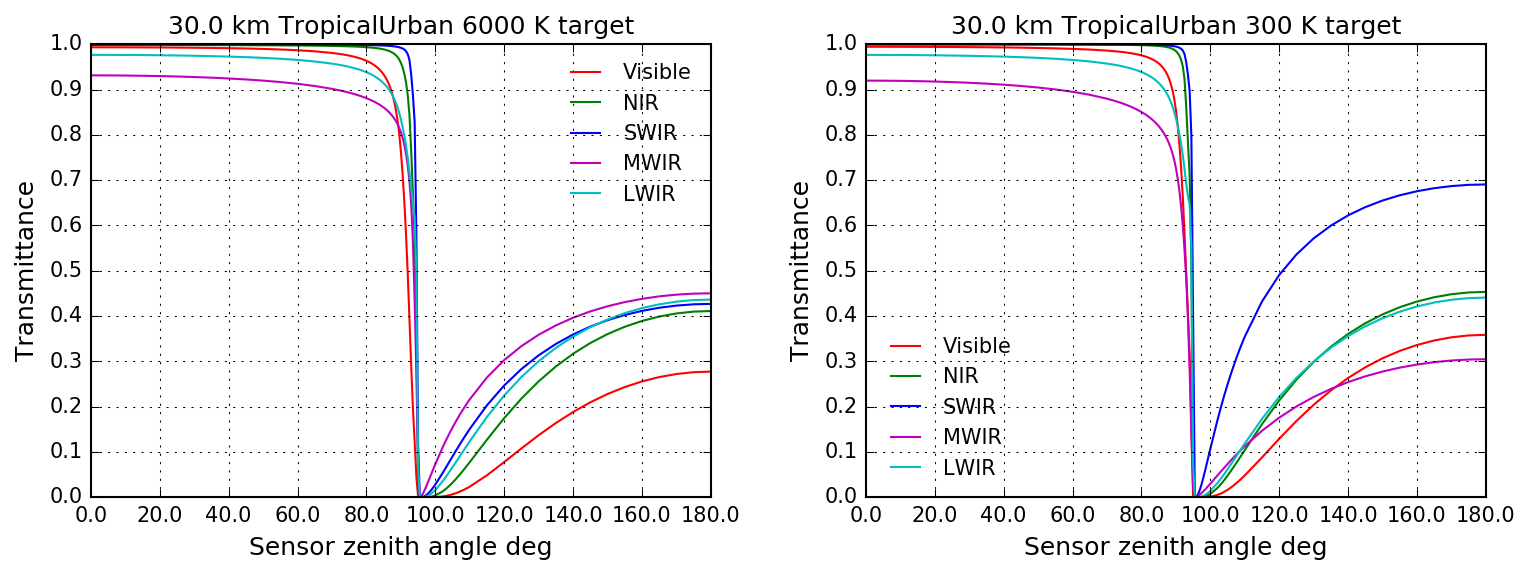 30.0 km TropicalUrban 6000 K target
1.0
0.9
0.8
0.7
0.6
0.5
0.4
0.3
0.2
0.1
0.0
Transmittance
Visible
NIR
SWIR
MWIR
LWIR
0.0 20.0 40.0 60.0 80.0 100.0 120.0 140.0 160.0 180.0
Sensor zenith angle deg
30.0 km TropicalUrban 300 K target
1.0
0.9
0.8
0.7
0.6
0.5
0.4
0.3
0.2
0.1
0.0
Transmittance
Visible
NIR
SWIR
MWIR
LWIR
0.0 20.0 40.0 60.0 80.0 100.0 120.0 140.0 160.0 180.0
Sensor zenith angle deg